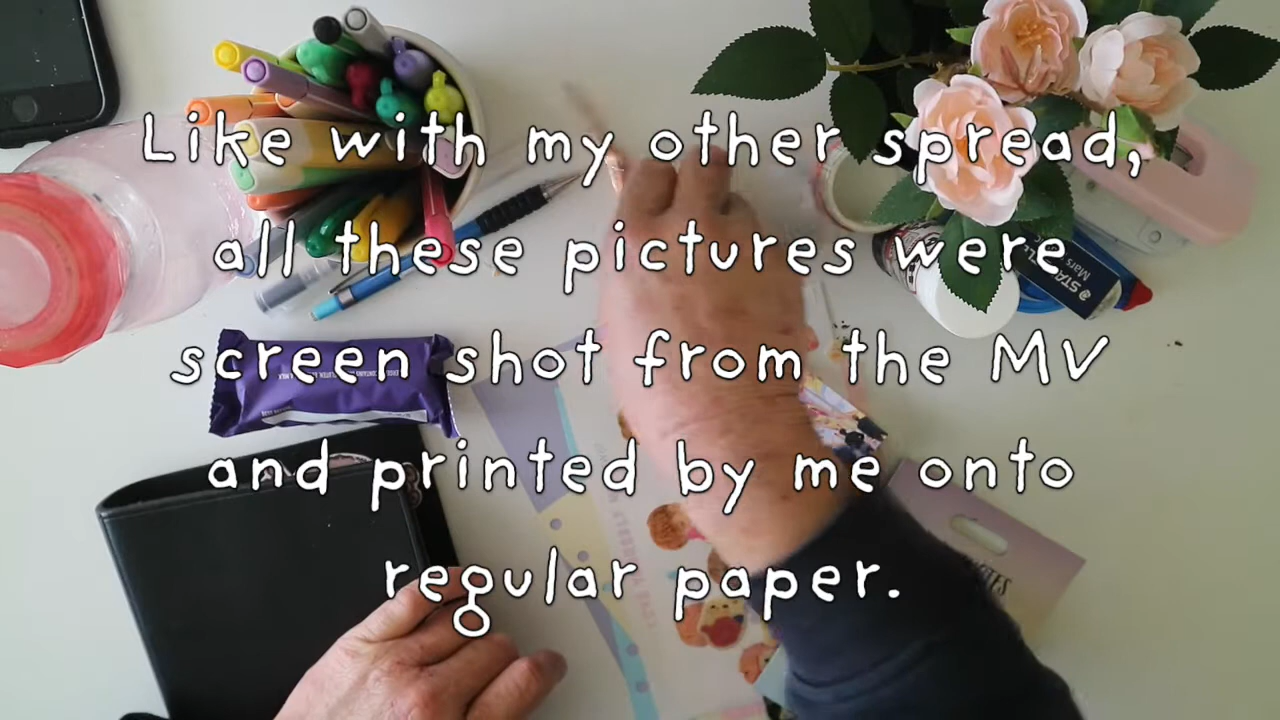 Like with my other spread,
all these pictures were
screen shot from the MV
and printed by me onto
regular paper.
Mars